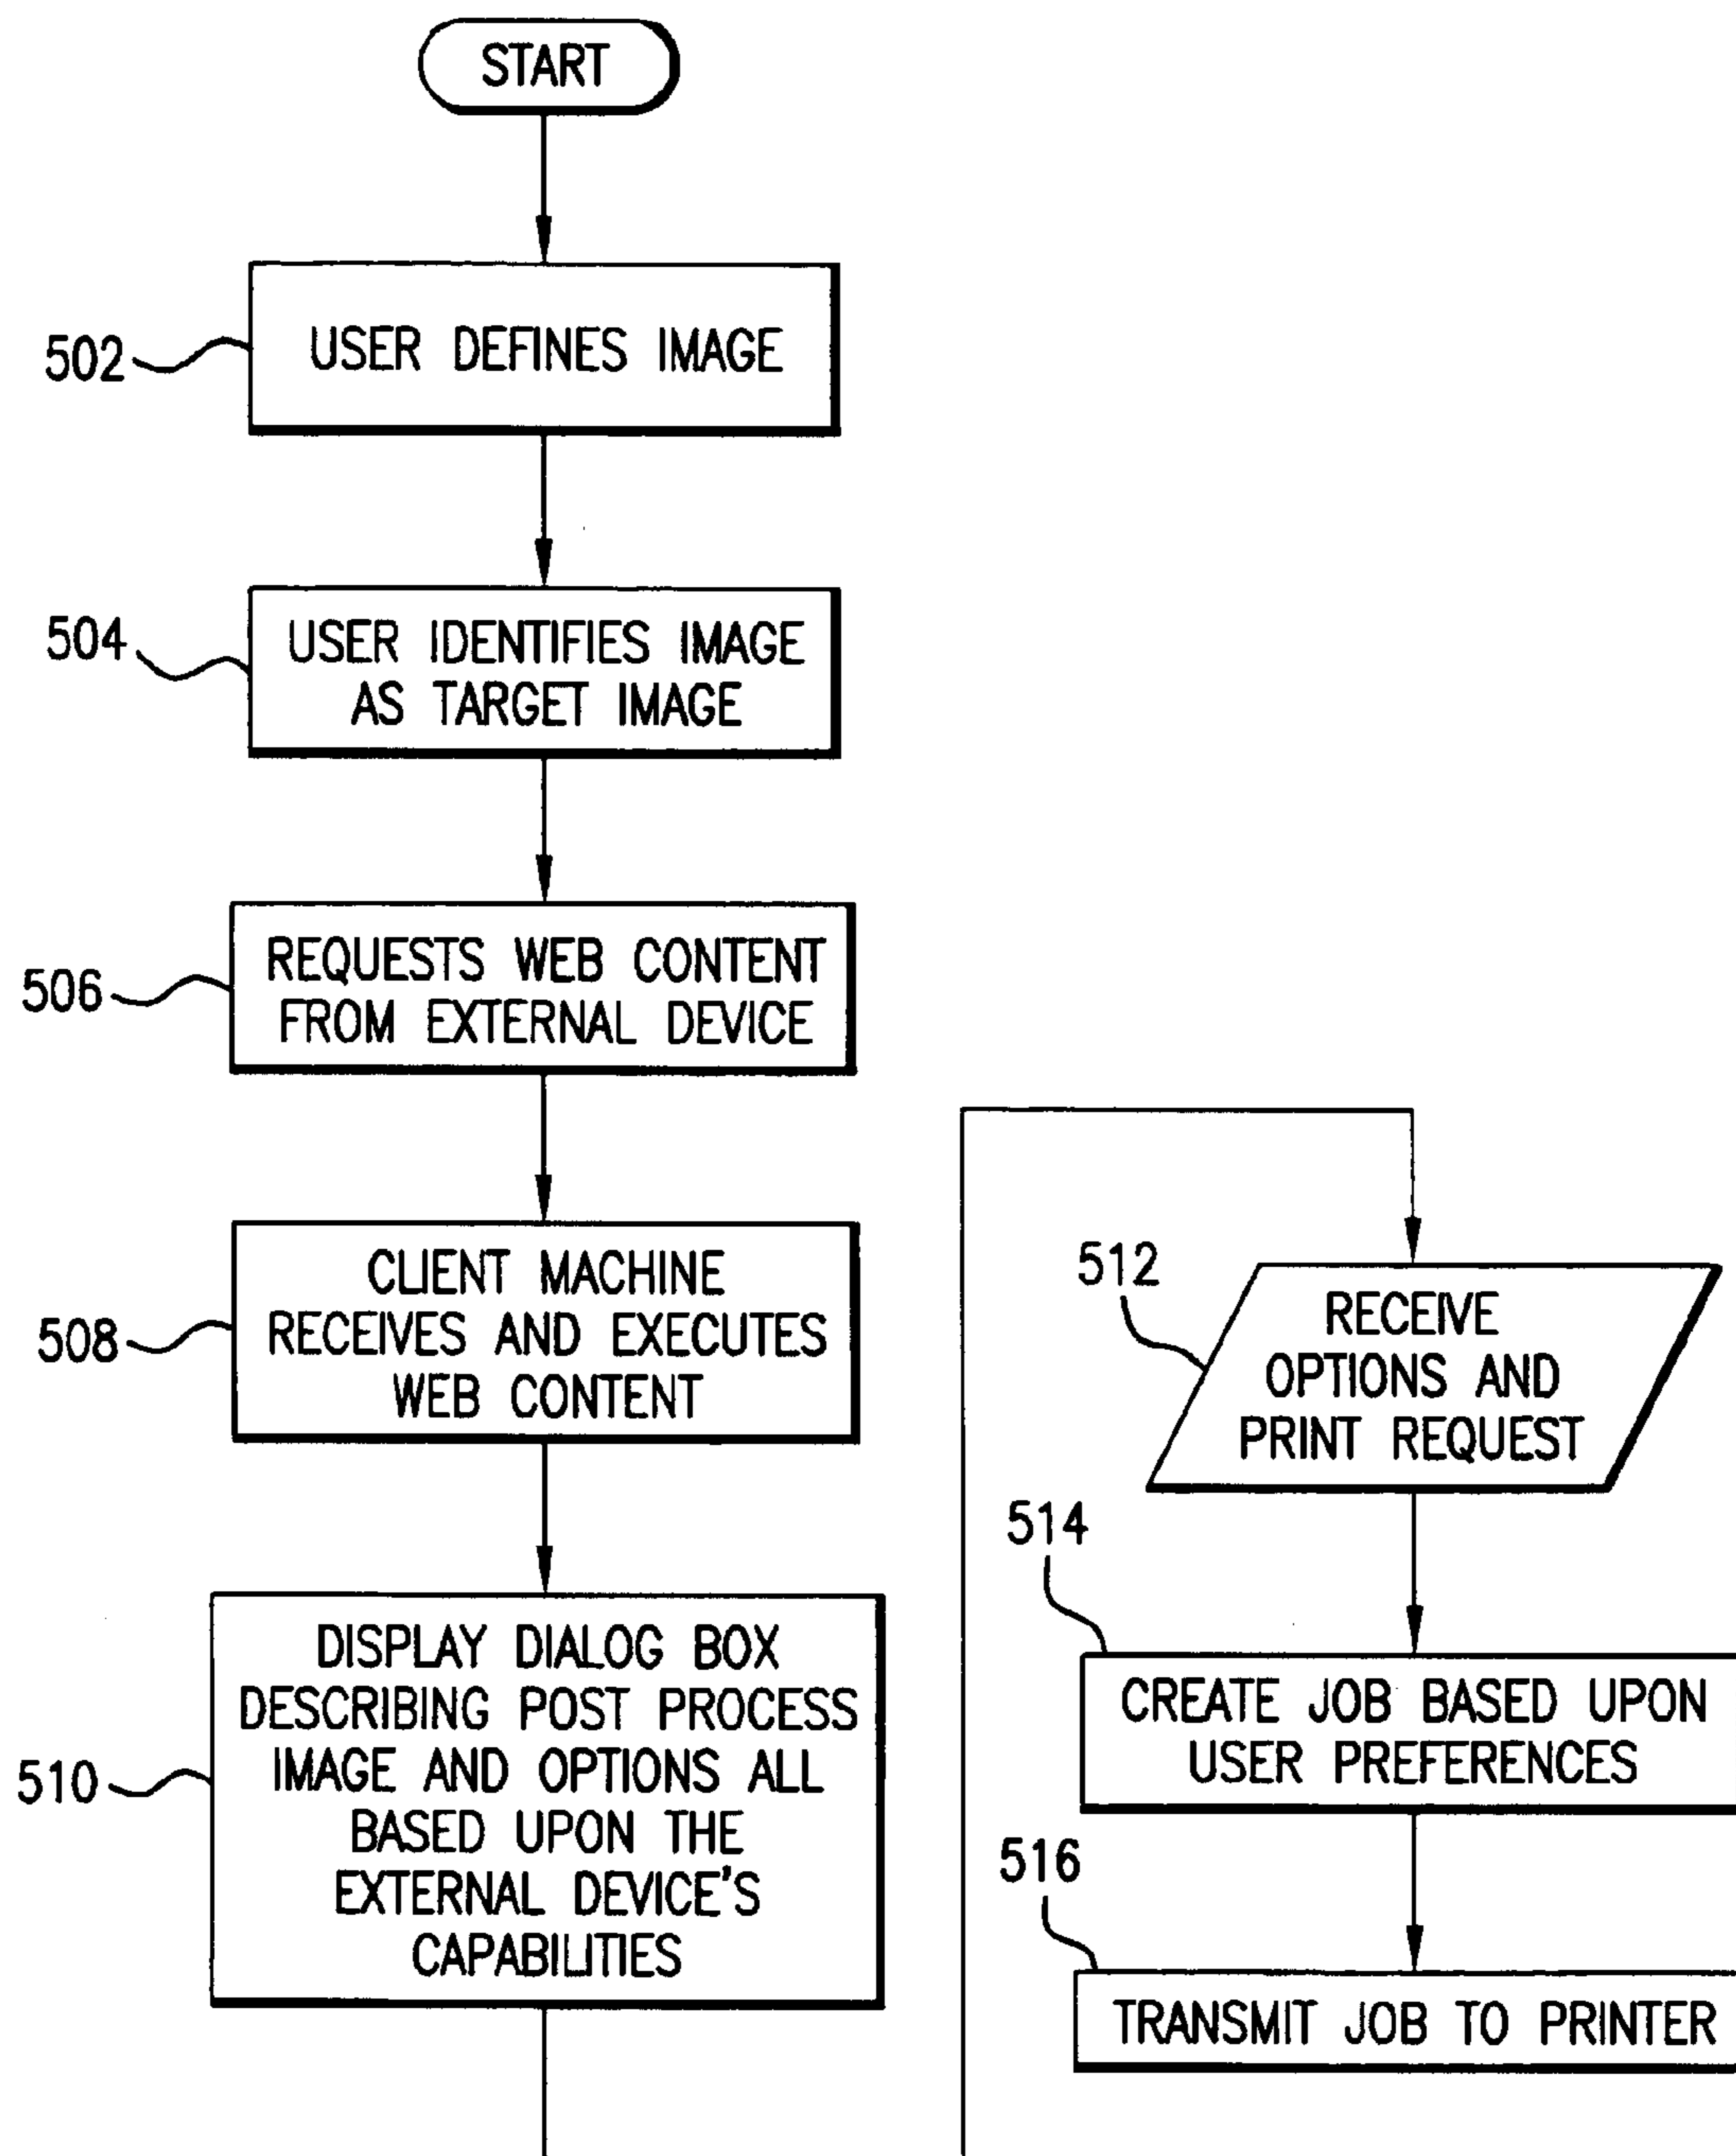 START
502
USER DEFINES IMAGE
504
USER IDENTIFIES IMAGE
AS TARGET IMAGE
506
REQUESTS WEB CONTENT
FROM EXTERNAL DEVICE
508
CLIENT MACHINE
RECEIVES AND EXECUTES
WEB CONTENT
510
DISPLAY DIALOG BOX
DESCRIBING POST PROCESS
IMAGE AND OPTIONS ALL
BASED UPON THE
EXTERNAL DEVICE'S
CAPABILITIES
512
RECEIVE
OPTIONS AND
PRINT REQUEST
514
CREATE JOB BASED UPON
USER PREFERENCES
516
TRANSMIT JOB TO PRINTER